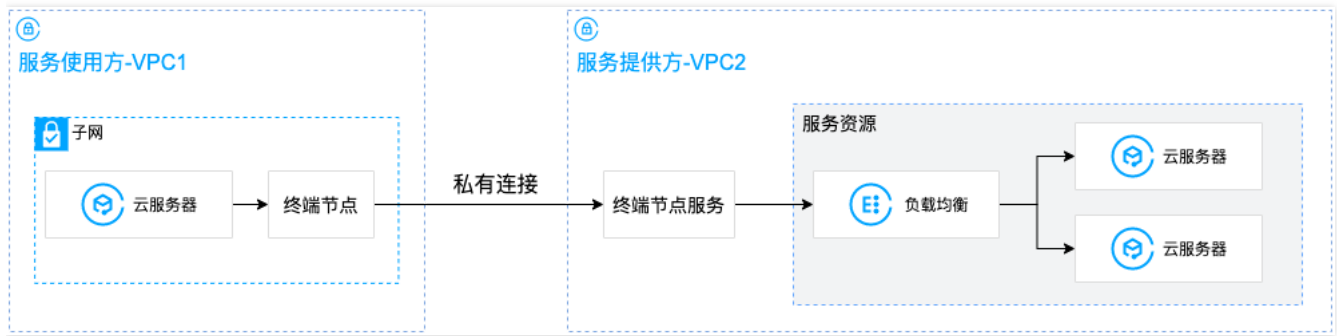 服务使用方-VPC1
服务提供方-VPC2
子网
服务资源
云服务器
终端节点
私有连接
终端节点服务
负载均衡
云服务器
云服务器